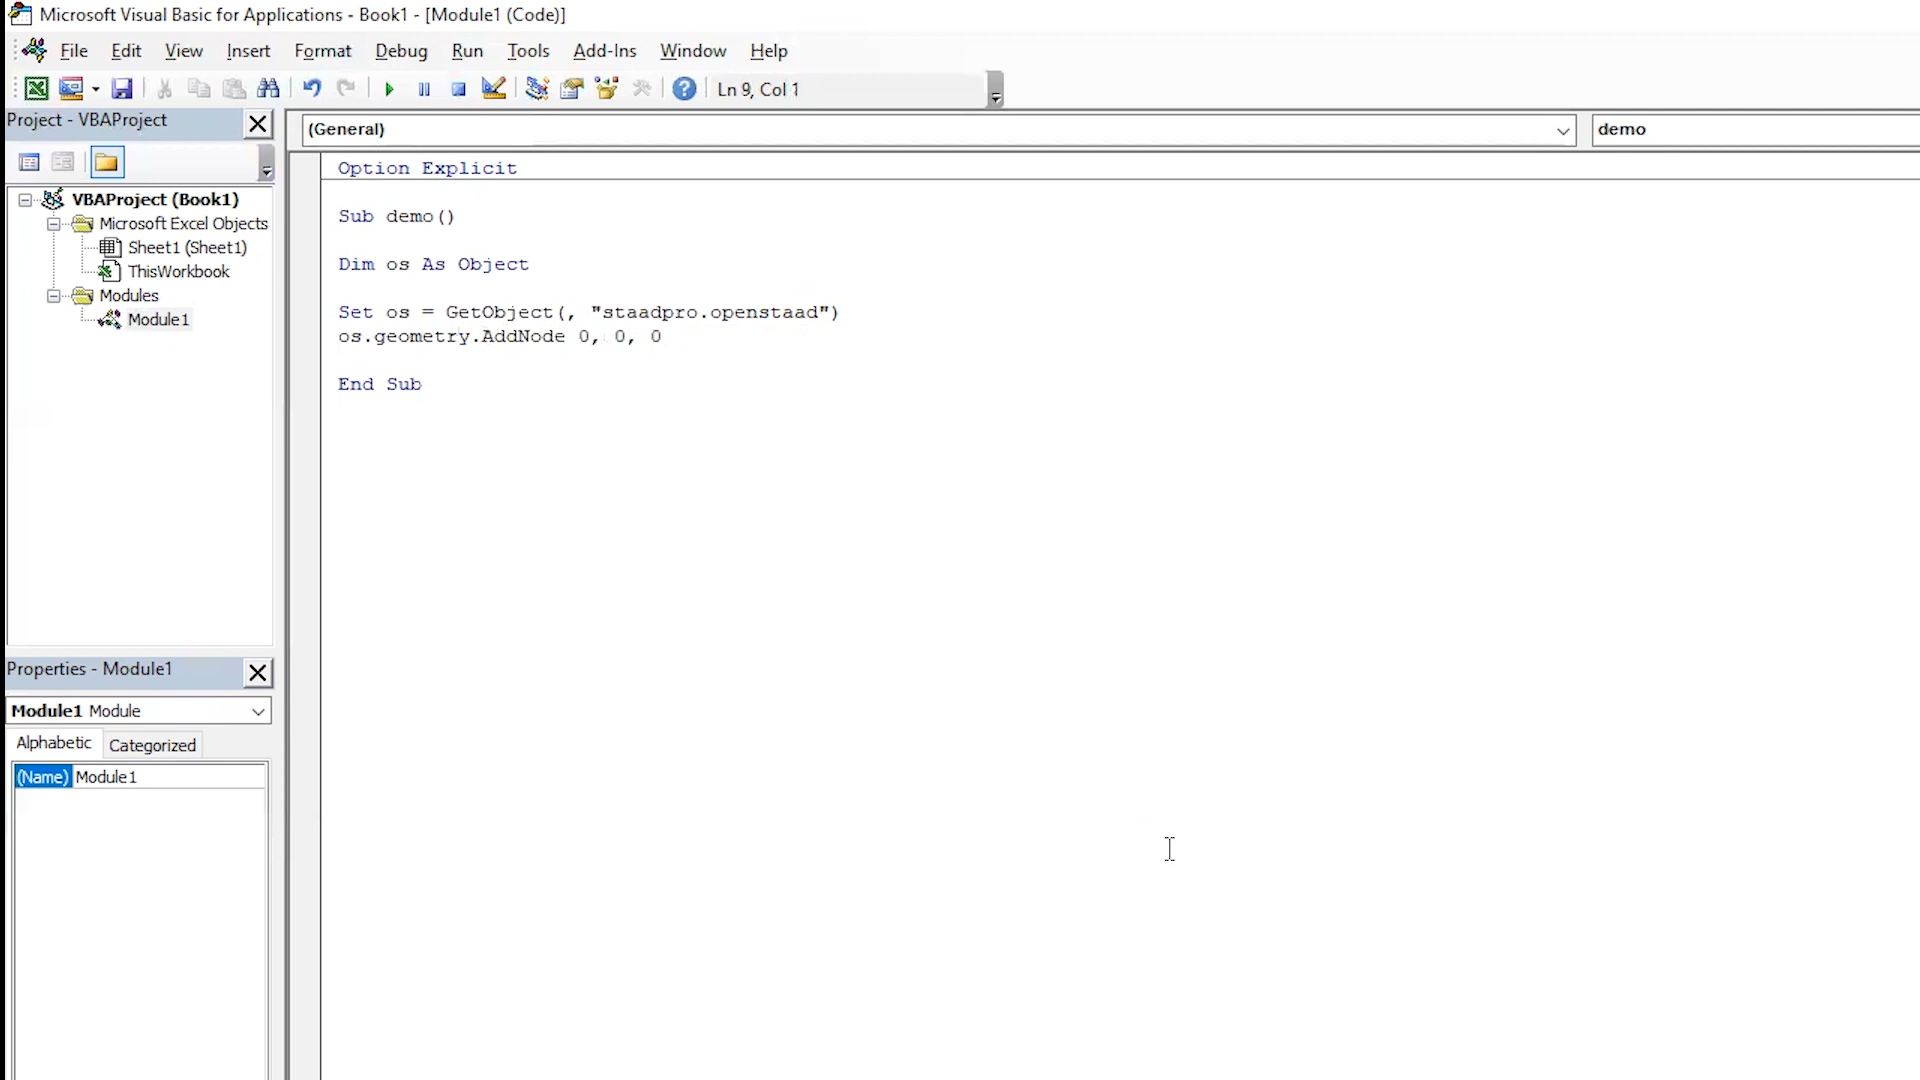 Microsoft Visual Basic for Applications - Book1 - [Module1 (Code)]
File Edit View Insert Format Debug Run Tools Add-Ins Window Help
Ln 9, Col 1
Project - VBAProject
(General)
demo
VBAProject (Book1)
Microsoft Excel Objects
Sheet1 (Sheet1)
ThisWorkbook
Modules
Module1
Option Explicit
Sub demo()
Dim os As Object
Set os = GetObject(, "staadpro.openstaad")
os.geometry.AddNode 0, 0, 0
End Sub
Properties - Module1
Module1 Module
Alphabetic Categorized
(Name) Module1